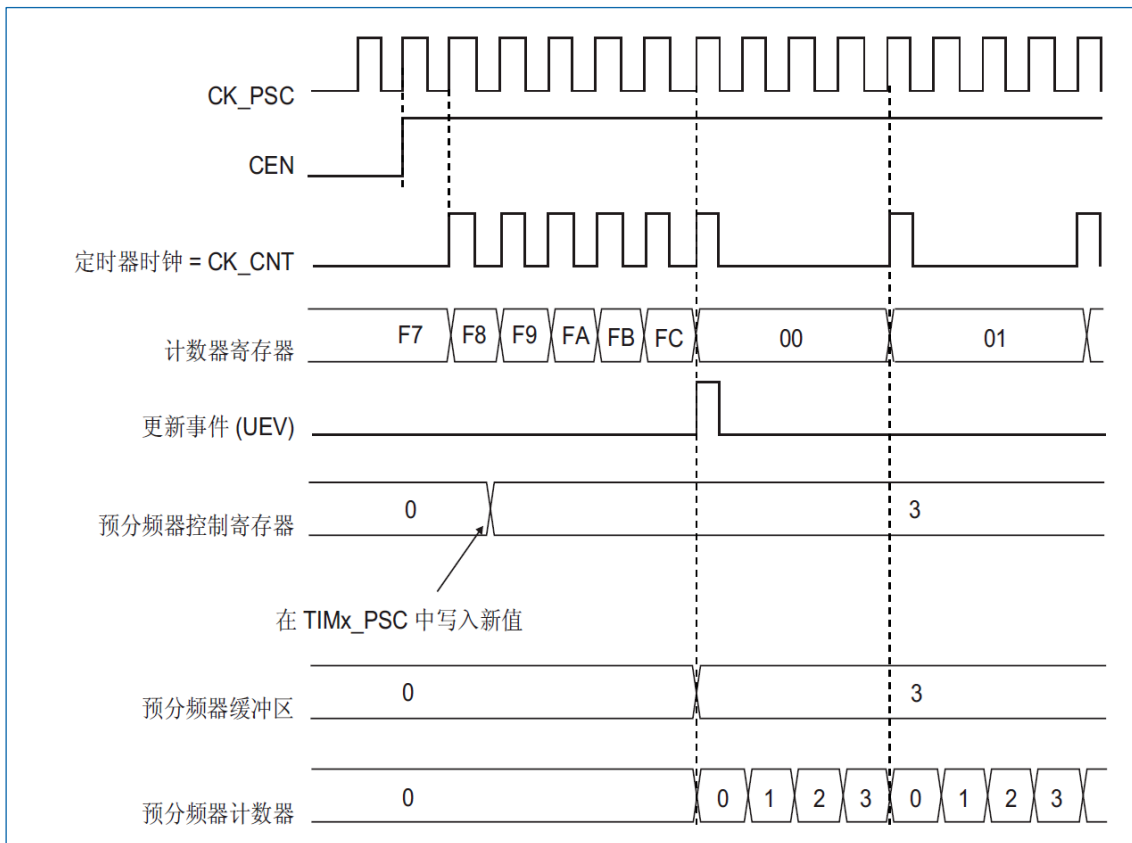 CK_PSC
CEN
定时器时钟 = CK_CNT
计数器寄存器
F7 F8 F9 FA FB FC 00 01
更新事件 (UEV)
预分频器控制寄存器
0 3
在 TIMx_PSC 中写入新值
预分频器缓冲区
0 3
预分频器计数器
0 0 1 2 3 0 1 2 3